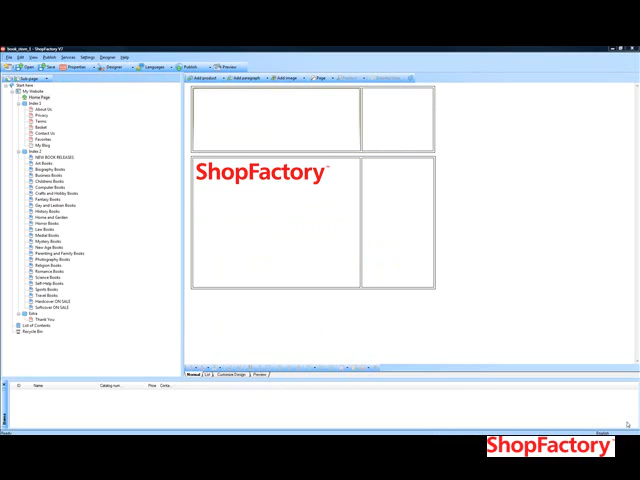 book_store_1 - ShopFactory V7
File Edit View Publish Services Settings Designer Help
Open Save Properties Designer Languages Publish Preview
Sub-page
Add product Add paragraph Add image Page
Start here
My Website
Home Page
Index 1
About Us
Privacy
Terms
Basket
Contact Us
Favorites
My Blog
Index 2
NEW BOOK RELEASES
Art Books
Biography Books
Business Books
Childrens Books
Computer Books
Crafts and Hobby Books
Fantasy Books
Gay and Lesbian Books
History Books
Home and Garden
Horror Books
Law Books
Medial Books
Mystery Books
New Age Books
Parenting and Family Books
Photography Books
Religion Books
Romance Books
Science Books
Self-Help Books
Sports Books
Travel Books
Hardcover ON SALE
Softcover ON SALE
Extra
Thank You
List of Contents
Recycle Bin
ShopFactory™
Normal List Customize Design Preview
ID Name Catalog num... Price Conta...
Ready
English
ShopFactory™